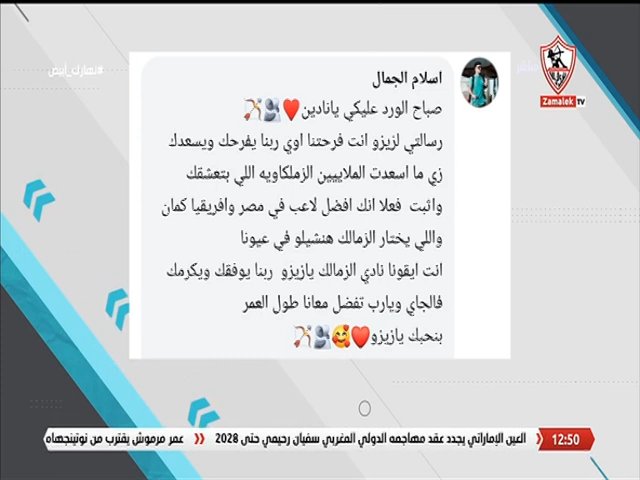 #نهارك_أبيض
Zamalek TV
اسلام الجمال
صباح الورد عليكي يانادين❤️🫂🏹
رسالتي لزيزو انت فرحتنا اوي ربنا يفرحك ويسعدك
زي ما اسعدت الملاييين الزملكاويه اللي بتعشقك
واثبت فعلا انك افضل لاعب في مصر وافريقيا كمان
واللي يختار الزمالك هنشيلو في عيونا
انت ايقونا نادي الزمالك يازيزو ربنا يوفقك ويكرمك
فالجاي ويارب تفضل معانا طول العمر
بنحبك يازيزو❤️🥰🫂🏹
12:50
العين الإماراتي يجدد عقد مهاجمه الدولي المغربي سفيان رحيمي حتى 2028 » عمر مرموش يقترب من نوتينجهام